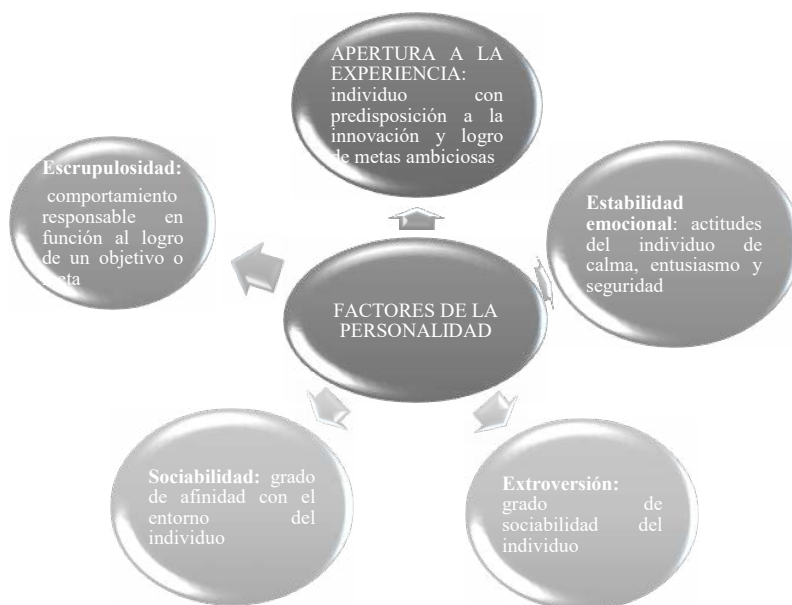 APERTURA A LA
EXPERIENCIA:
individuo con
predisposición a la
innovación y logro
de metas ambiciosas
Escrupulosidad:
comportamiento
responsable en
función al logro
de un objetivo o
meta
Estabilidad
emocional: actitudes
del individuo de
calma, entusiasmo y
seguridad
FACTORES DE LA
PERSONALIDAD
Sociabilidad: grado
de afinidad con el
entorno del
individuo
Extroversión:
grado de
sociabilidad del
individuo